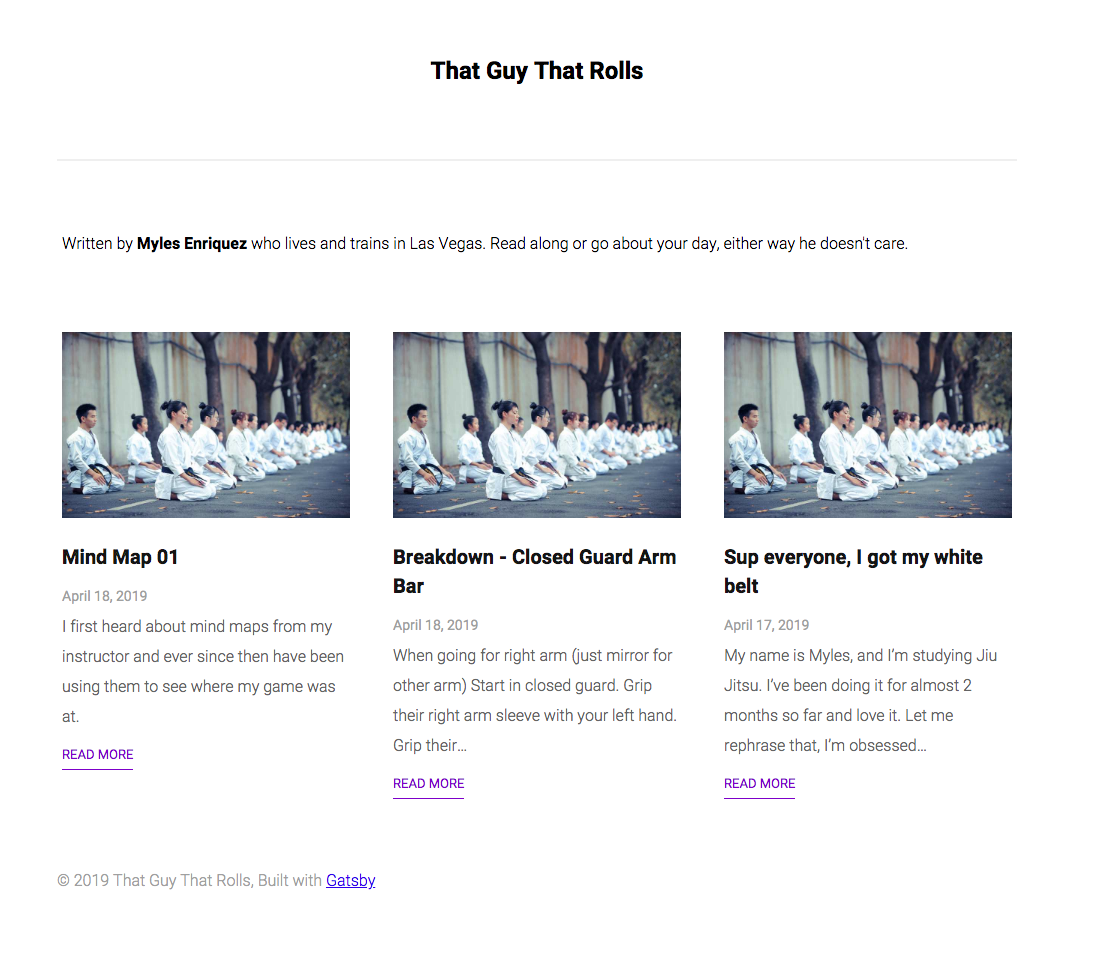 That Guy That Rolls
Written by Myles Enriquez who lives and trains in Las Vegas. Read along or go about your day, either way he doesn't care.
Mind Map 01
April 18, 2019
I first heard about mind maps from my
instructor and ever since then have been
using them to see where my game was
at.
READ MORE
Breakdown - Closed Guard Arm
Bar
April 18, 2019
When going for right arm (just mirror for
other arm) Start in closed guard. Grip
their right arm sleeve with your left hand.
Grip their…
READ MORE
Sup everyone, I got my white
belt
April 17, 2019
My name is Myles, and I’m studying Jiu
Jitsu. I’ve been doing it for almost 2
months so far and love it. Let me
rephrase that, I’m obsessed…
READ MORE
© 2019 That Guy That Rolls, Built with Gatsby